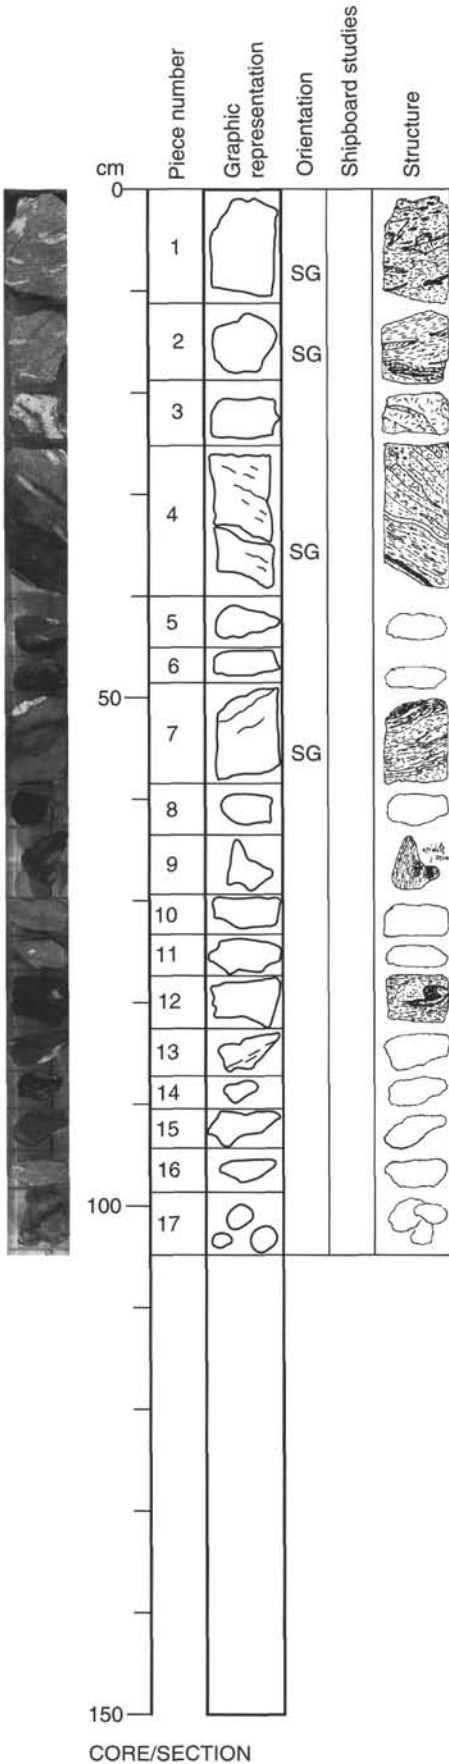 cm
Piece number
Graphic
representation
Orientation
Shipboard studies
Structure
0
1
SG
2
SG
3
4
SG
5
6
50
7
SG
8
9
10
11
12
13
14
15
16
100
17
150
CORE/SECTION